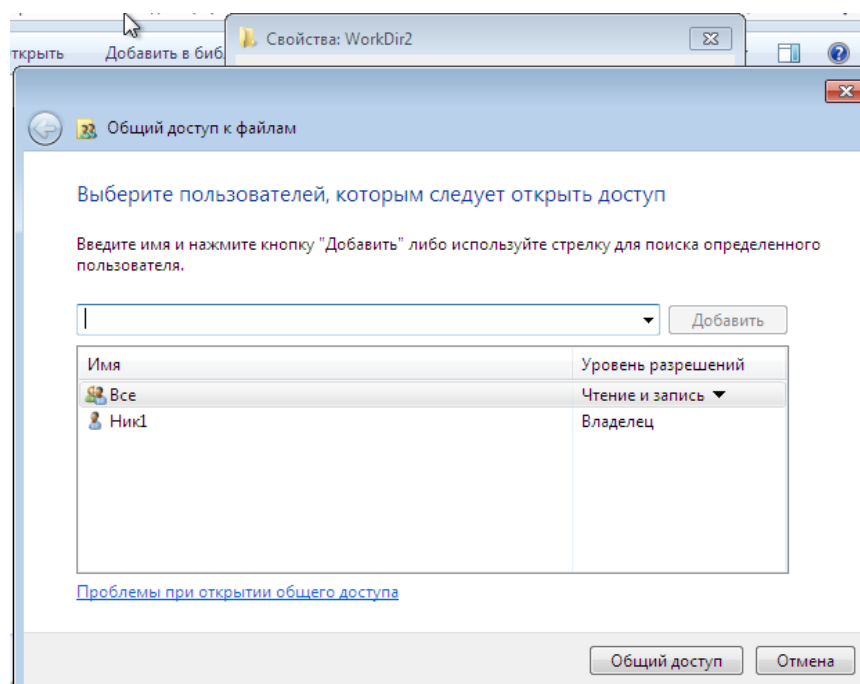 Свойства: WorkDir2
ткрыть Добавить в биб
Общий доступ к файлам
Выберите пользователей, которым следует открыть доступ
Введите имя и нажмите кнопку "Добавить" либо используйте стрелку для поиска определенного
пользователя.
Добавить
Имя Уровень разрешений
Все Чтение и запись
Ник1 Владелец
Проблемы при открытии общего доступа
Общий доступ Отмена